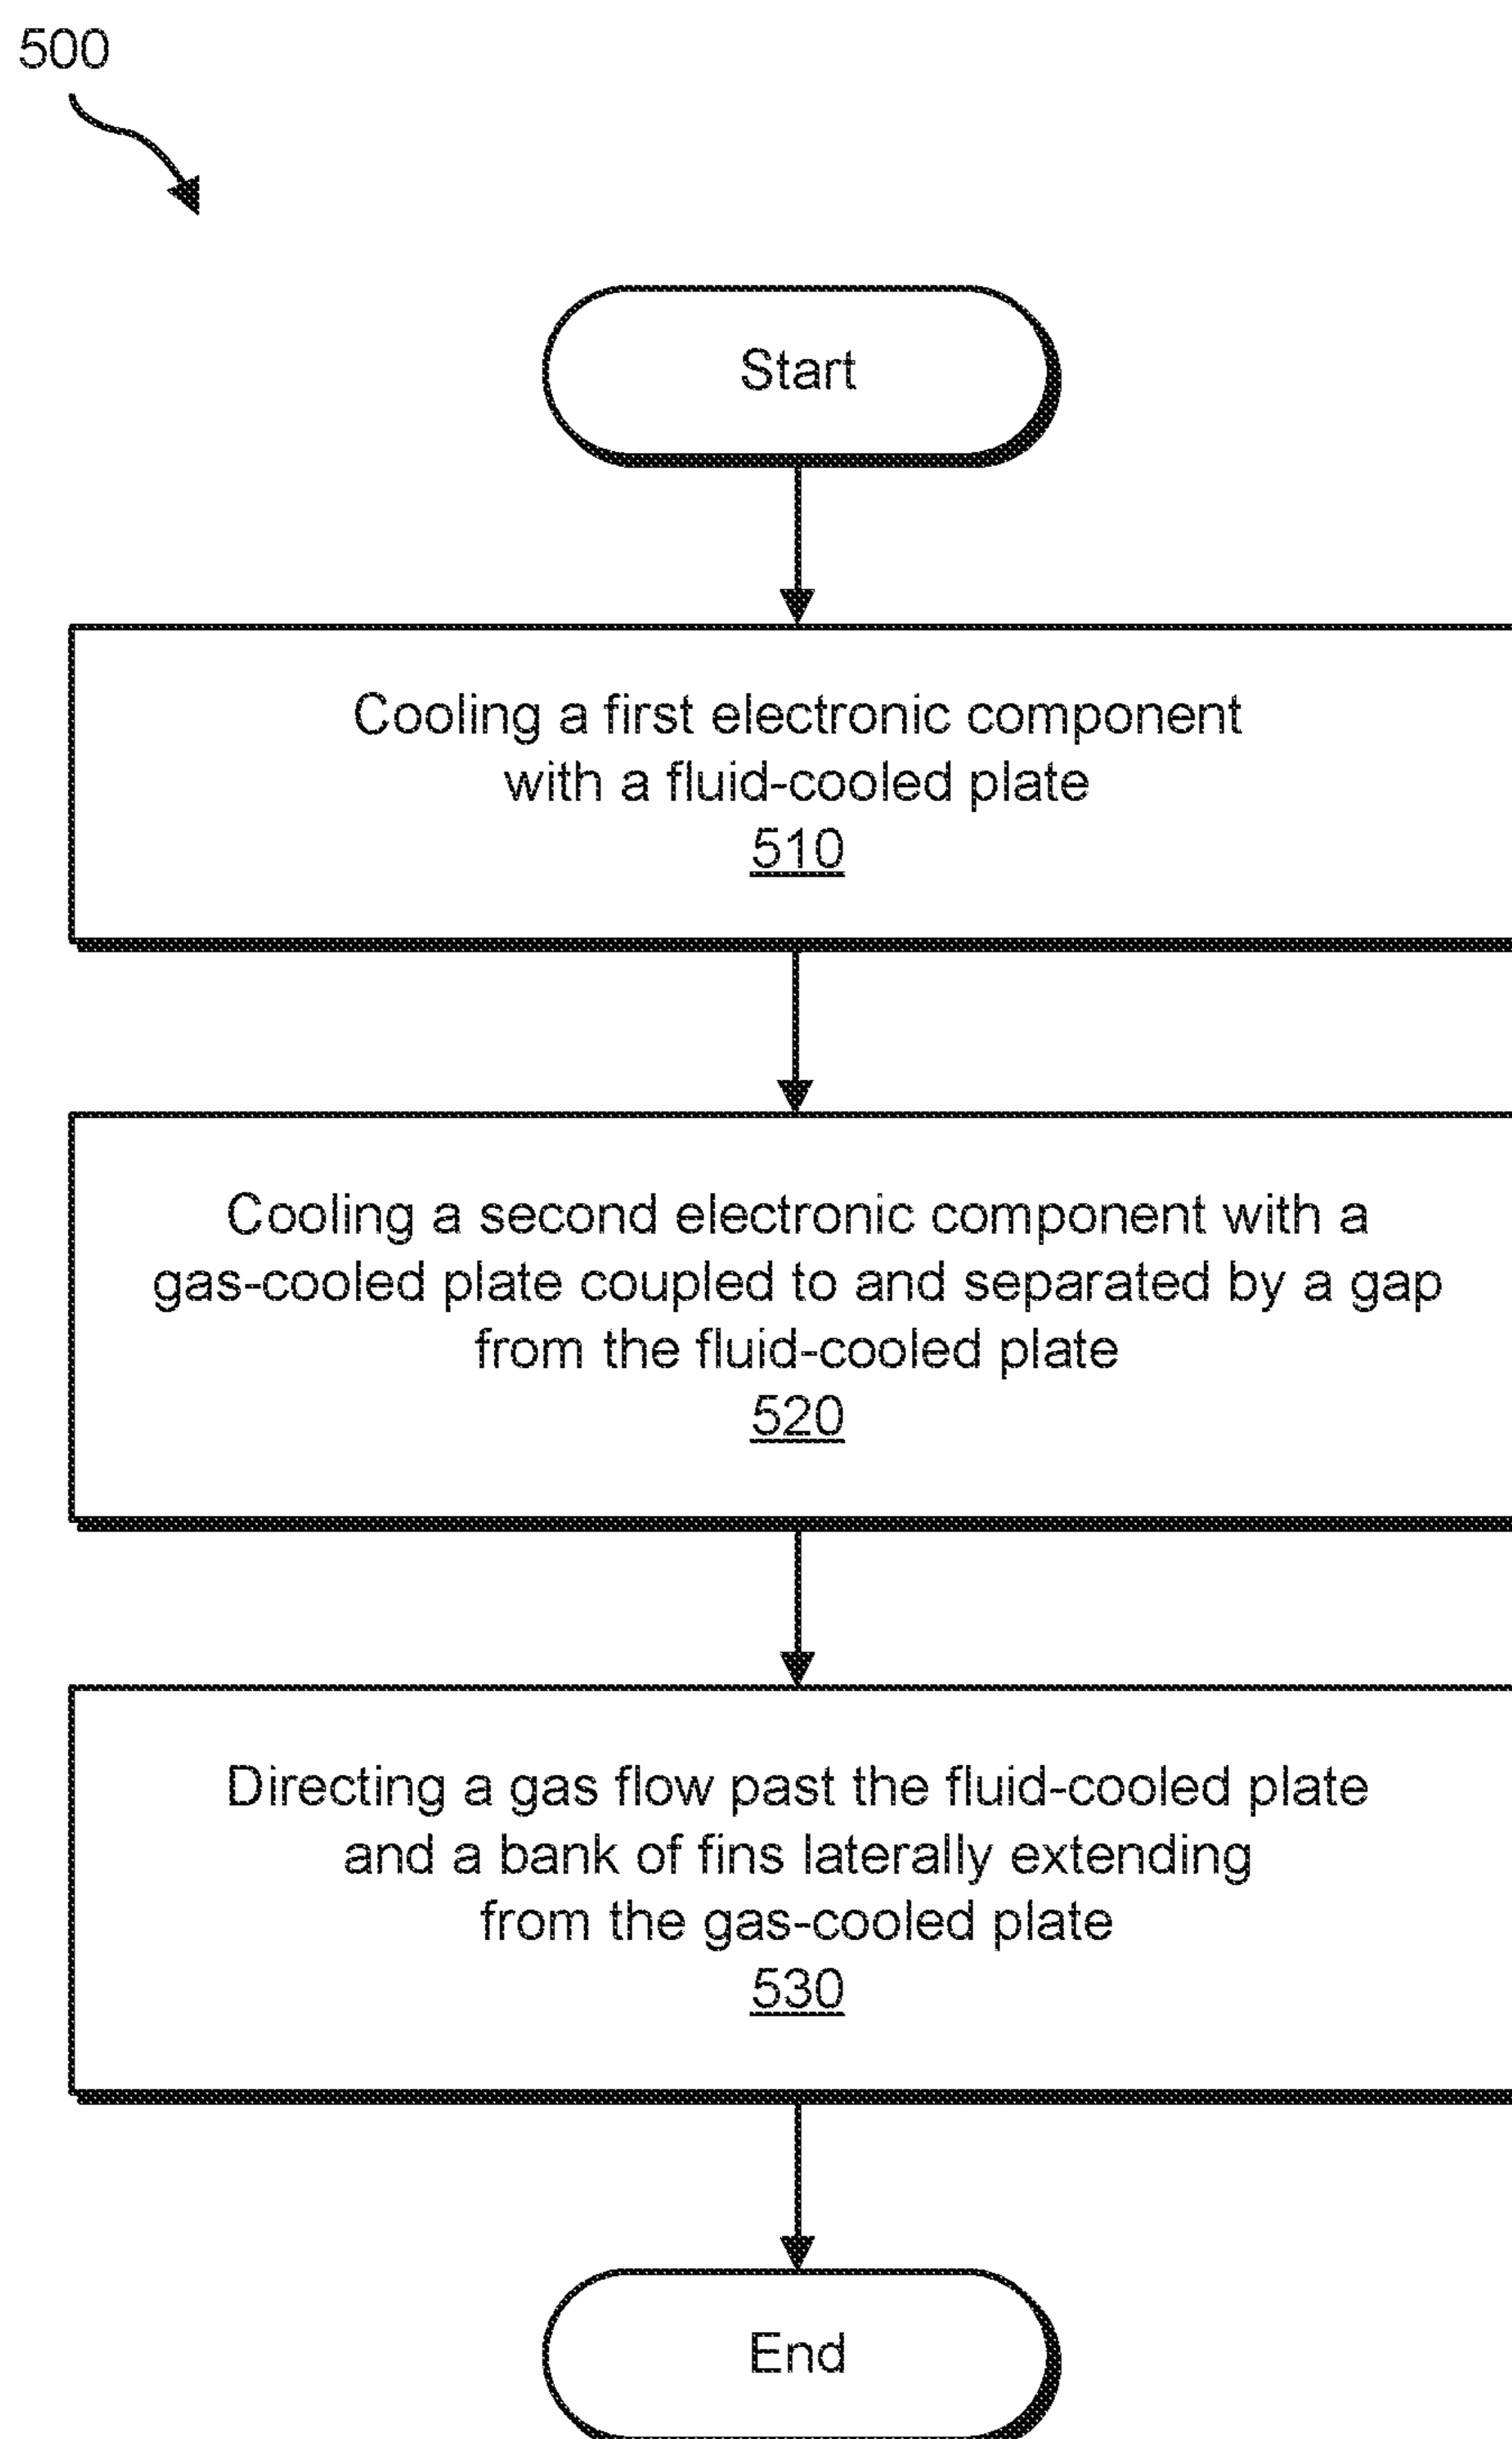 500
Start
Cooling a first electronic component
with a fluid-cooled plate
510
Cooling a second electronic component with a
gas-cooled plate coupled to and separated by a gap
from the fluid-cooled plate
520
Directing a gas flow past the fluid-cooled plate
and a bank of fins laterally extending
from the gas-cooled plate
530
End